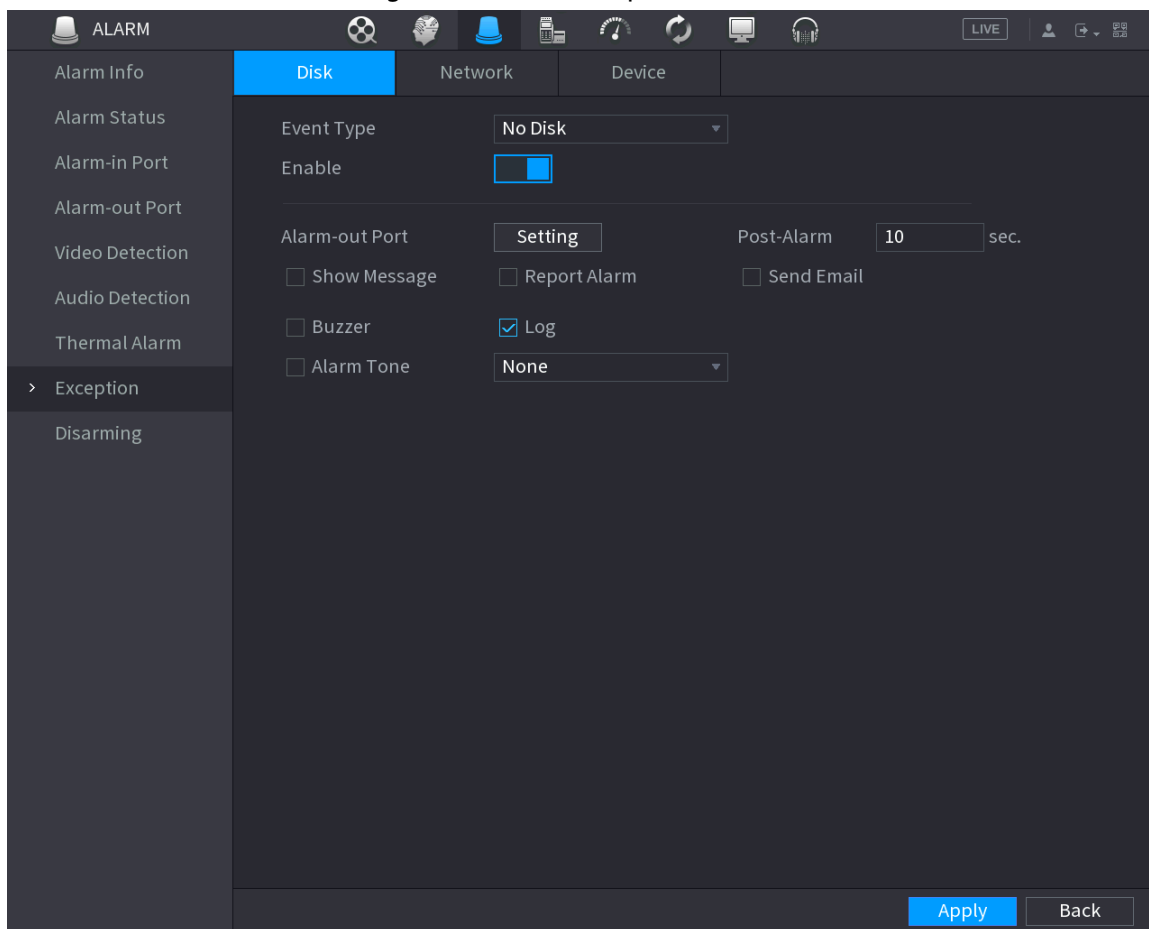 ALARM
LIVE
Alarm Info
Alarm Status
Alarm-in Port
Alarm-out Port
Video Detection
Audio Detection
Thermal Alarm
> Exception
Disarming
Disk Network Device
Event Type No Disk
Enable
Alarm-out Port Setting Post-Alarm 10 sec.
Show Message Report Alarm Send Email
Buzzer Log
Alarm Tone None
Apply Back